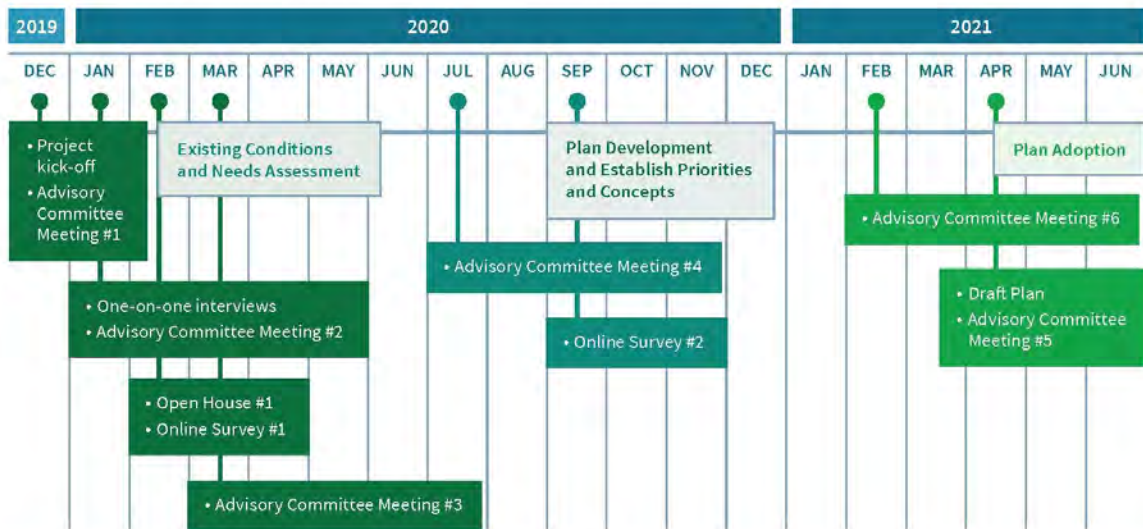 2019 2020 2021
DEC JAN FEB MAR APR MAY JUN JUL AUG SEP OCT NOV DEC JAN FEB MAR APR MAY JUN
• Project
kick-off
• Advisory
Committee
Meeting #1
Existing Conditions
and Needs Assessment
Plan Development
and Establish Priorities
and Concepts
Plan Adoption
• Advisory Committee Meeting #6
• Advisory Committee Meeting #4
• One-on-one interviews
• Advisory Committee Meeting #2
• Draft Plan
• Advisory Committee
Meeting #5
• Online Survey #2
• Open House #1
• Online Survey #1
• Advisory Committee Meeting #3